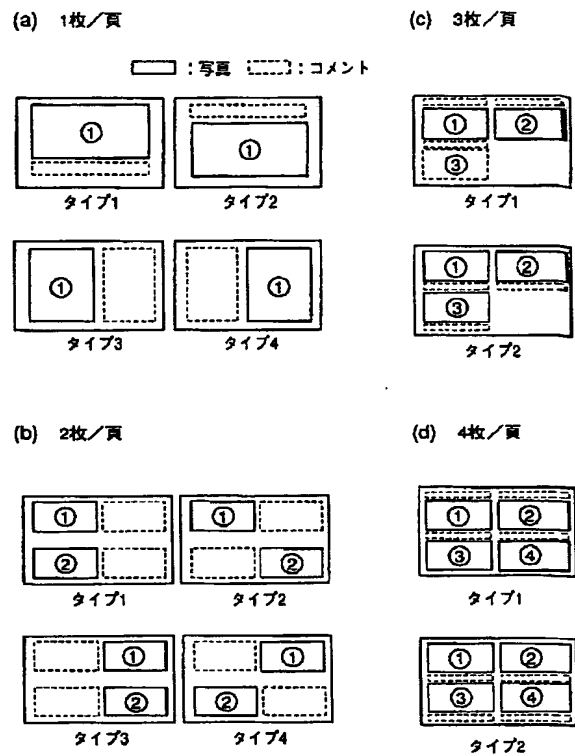 (a) 1枚／頁
：写真 ：コメント
①
タイプ1
①
タイプ2
①
タイプ3
①
タイプ4
(b) 2枚／頁
①
②
タイプ1
①
②
タイプ2
①
②
タイプ3
①
②
タイプ4
(c) 3枚／頁
① ②
③
タイプ1
① ②
③
タイプ2
(d) 4枚／頁
① ②
③ ④
タイプ1
① ②
③ ④
タイプ2